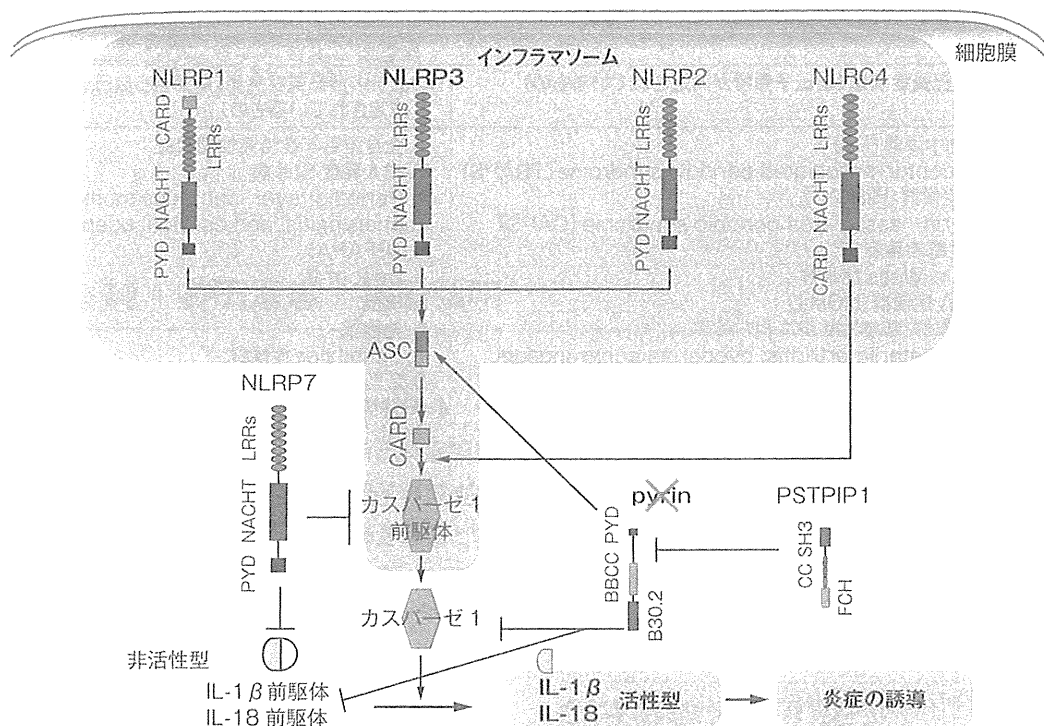 インフラマソーム
細胞膜
NLRP1
NLRP3
NLRP2
NLRC4
PYD NACHT LRRs CARD
PYD NACHT LRRs
PYD NACHT LRRs
CARD NACHT LRRs
ASC
NLRP7
CARD
PYD NACHT LRRs
カスパーゼ 1
前駆体
pyrin
PSTPIP1
BBCC PYD
B30.2
CC SH3
FCH
カスパーゼ 1
非活性型
IL-1β前駆体
IL-18 前駆体
IL-1β
IL-18
活性型
炎症の誘導